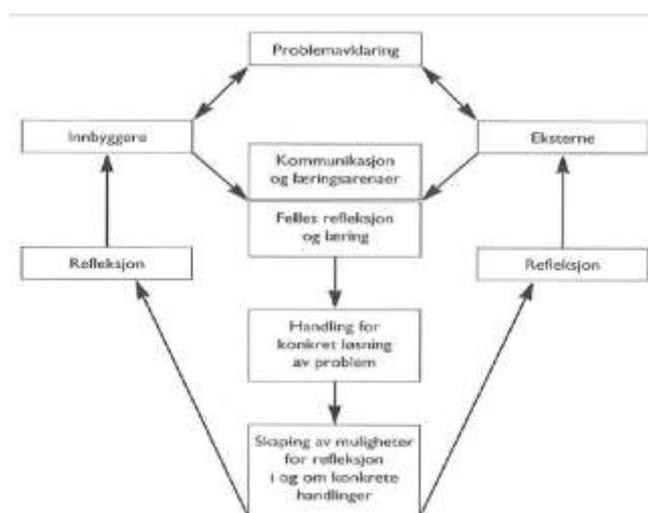 Problemavklaring
Innbyggere
Eksterne
Kommunikasjon
og læringsarenaer
Felles refleksjon
og læring
Refleksjon
Refleksjon
Handling for
konkret løsning
av problem
Skaping av muligheter
for refleksjon
i og om konkrete
handlinger